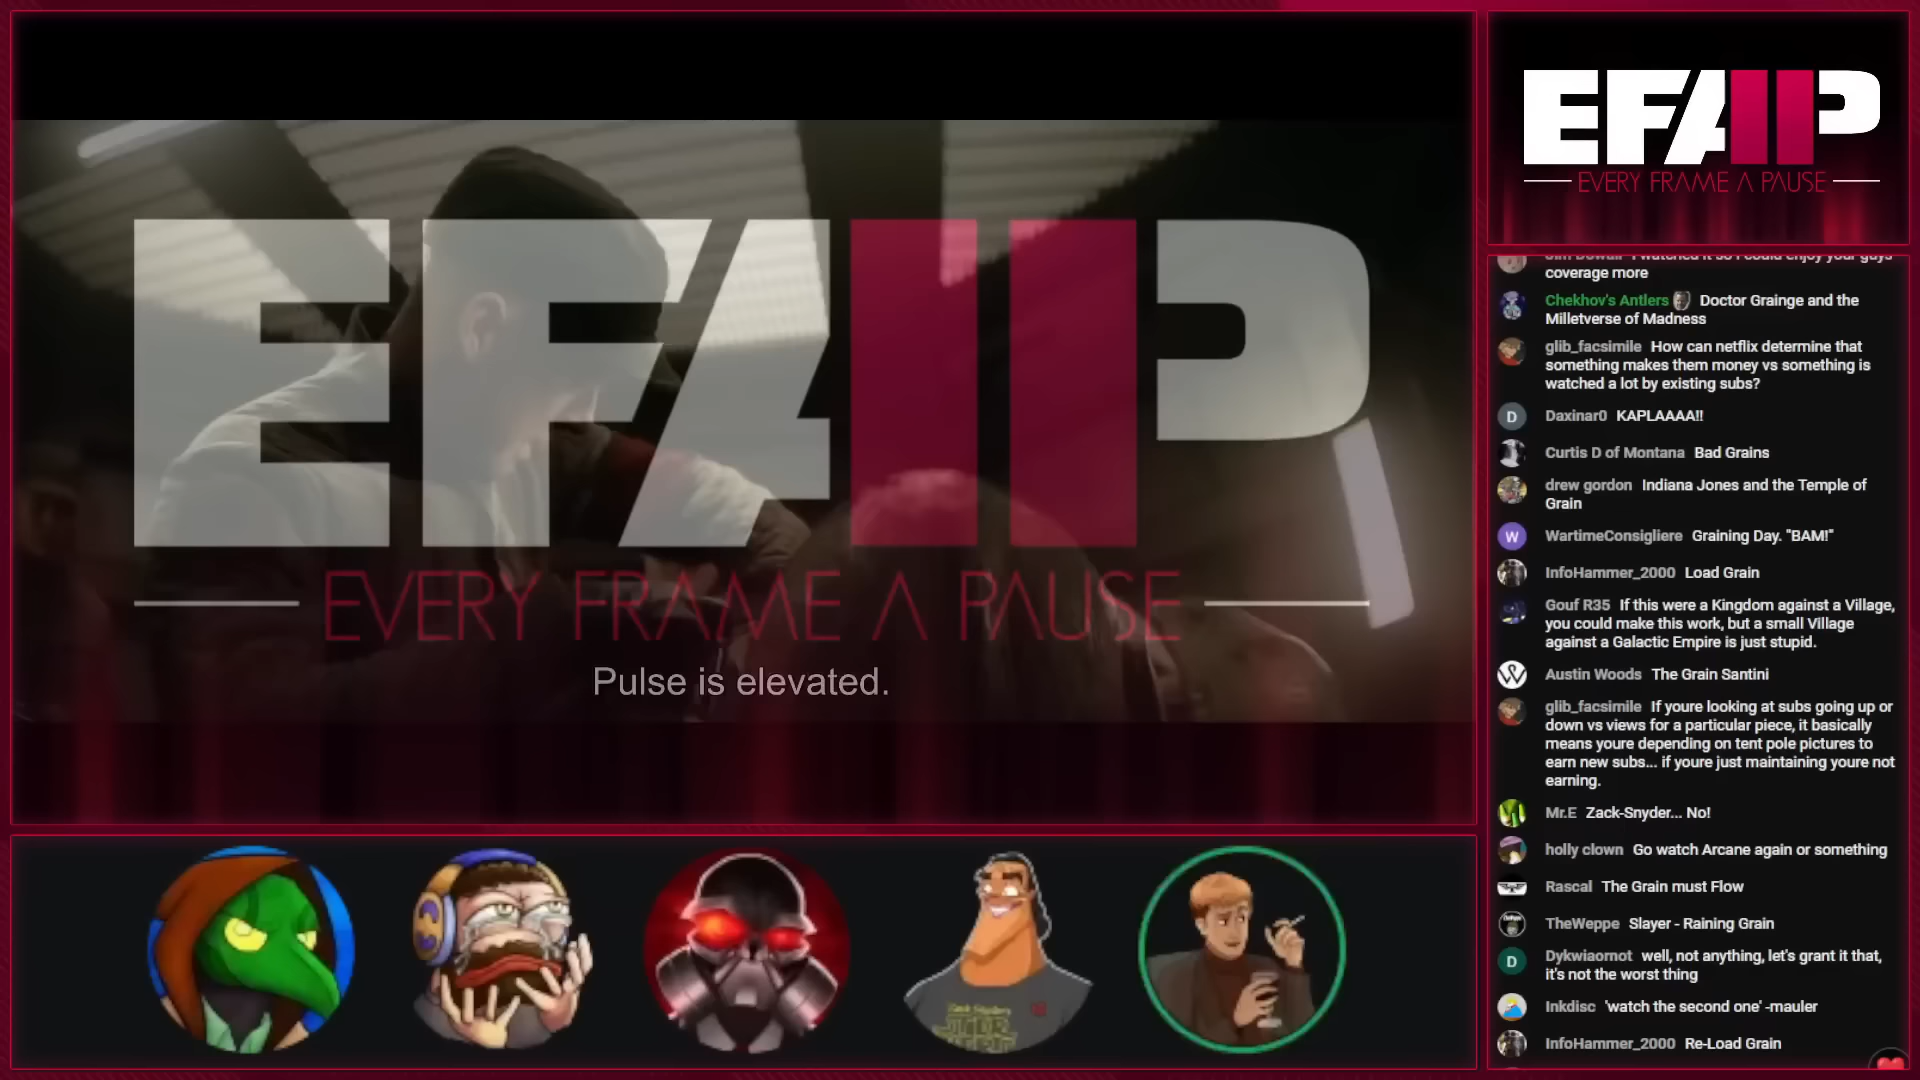 EFAP
EVERY FRAME A PAUSE
Pulse is elevated.
EFAP
EVERY FRAME A PAUSE
I watched it so I could enjoy your guys
coverage more
Chekhov's Antlers Doctor Grainge and the
Milletverse of Madness
glib_facsimile How can netflix determine that
something makes them money vs something is
watched a lot by existing subs?
D Daxinar0 KAPLAAAA!!
Curtis D of Montana Bad Grains
drew gordon Indiana Jones and the Temple of
Grain
W WartimeConsigliere Graining Day. "BAM!"
InfoHammer_2000 Load Grain
Gouf R35 If this were a Kingdom against a Village,
you could make this work, but a small Village
against a Galactic Empire is just stupid.
Austin Woods The Grain Santini
glib_facsimile If youre looking at subs going up or
down vs views for a particular piece, it basically
means youre depending on tent pole pictures to
earn new subs... if youre just maintaining youre not
earning.
Mr.E Zack-Snyder... No!
holly clown Go watch Arcane again or something
Rascal The Grain must Flow
TheWeppe Slayer - Raining Grain
D Dykwiaornot well, not anything, let's grant it that,
it's not the worst thing
Inkdisc 'watch the second one' -mauler
InfoHammer_2000 Re-Load Grain